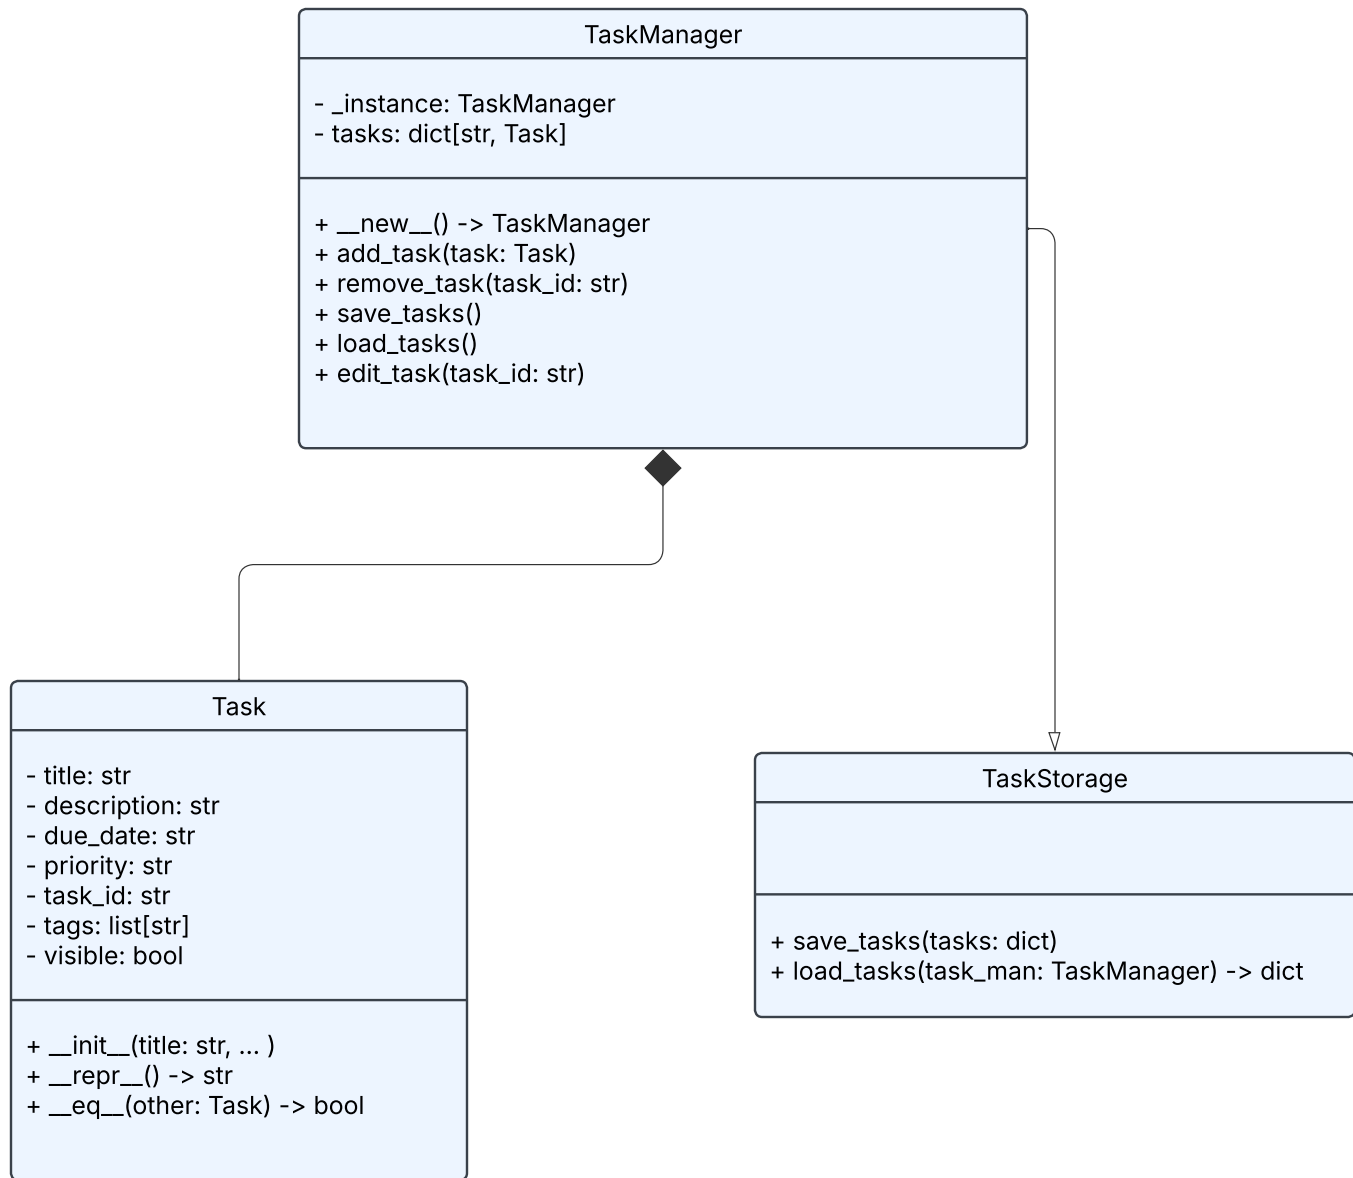 TaskManager
- _instance: TaskManager
- tasks: dict[str, Task]
+ __new__() -> TaskManager
+ add_task(task: Task)
+ remove_task(task_id: str)
+ save_tasks()
+ load_tasks()
+ edit_task(task_id: str)
Task
- title: str
- description: str
- due_date: str
- priority: str
- task_id: str
- tags: list[str]
- visible: bool
+ __init__(title: str, ... )
+ __repr__() -> str
+ __eq__(other: Task) -> bool
TaskStorage
+ save_tasks(tasks: dict)
+ load_tasks(task_man: TaskManager) -> dict